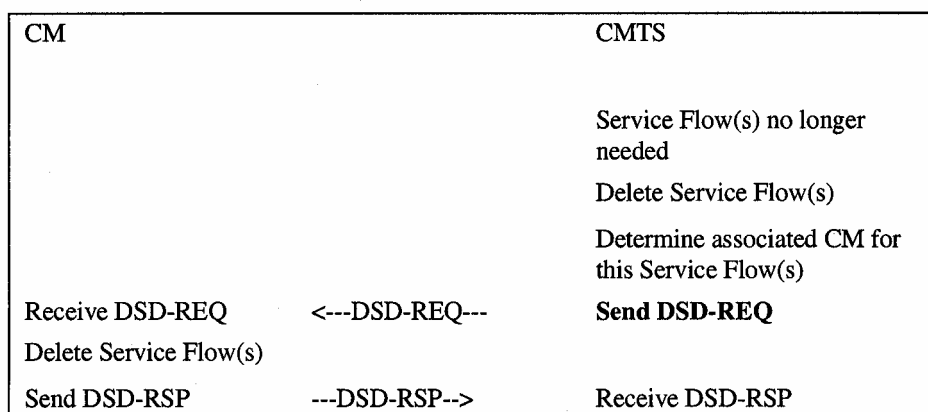 CM CMTS
Service Flow(s) no longer
needed
Delete Service Flow(s)
Determine associated CM for
this Service Flow(s)
Receive DSD-REQ <---DSD-REQ--- Send DSD-REQ
Delete Service Flow(s)
Send DSD-RSP ---DSD-RSP--> Receive DSD-RSP